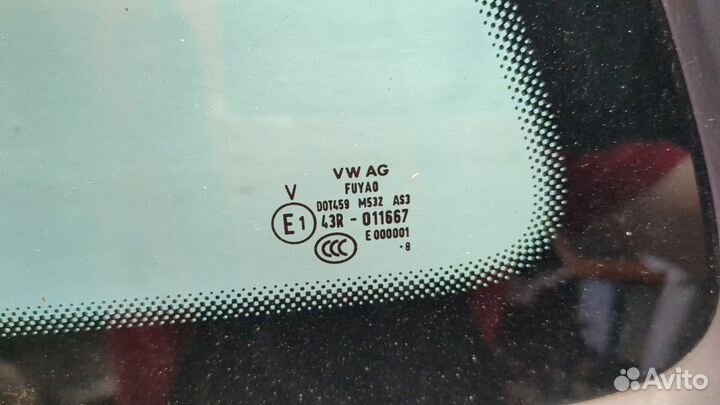 VW AG
FUYAO
V
DOT459 M532 AS3
E1 43R - 011667
E 000001
CCC
.8
Avito